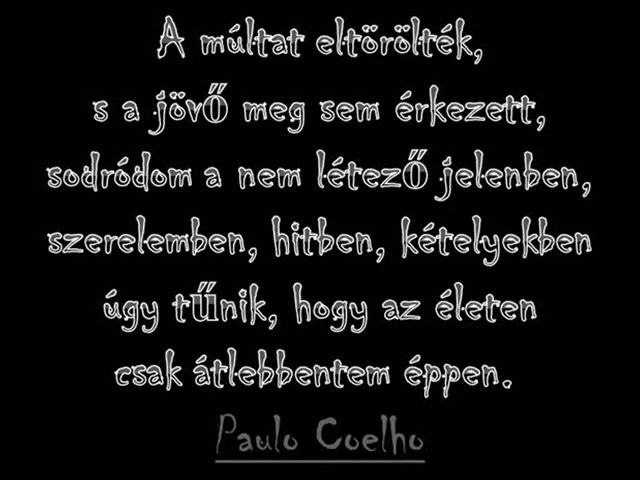 A múltat eltörölték,
s a jövő meg sem érkezett,
sodródom a nem létező jelenben,
szerelemben, hitben, kételyekben
úgy tűnik, hogy az életen
csak átlebbentem éppen.
Paulo Coelho